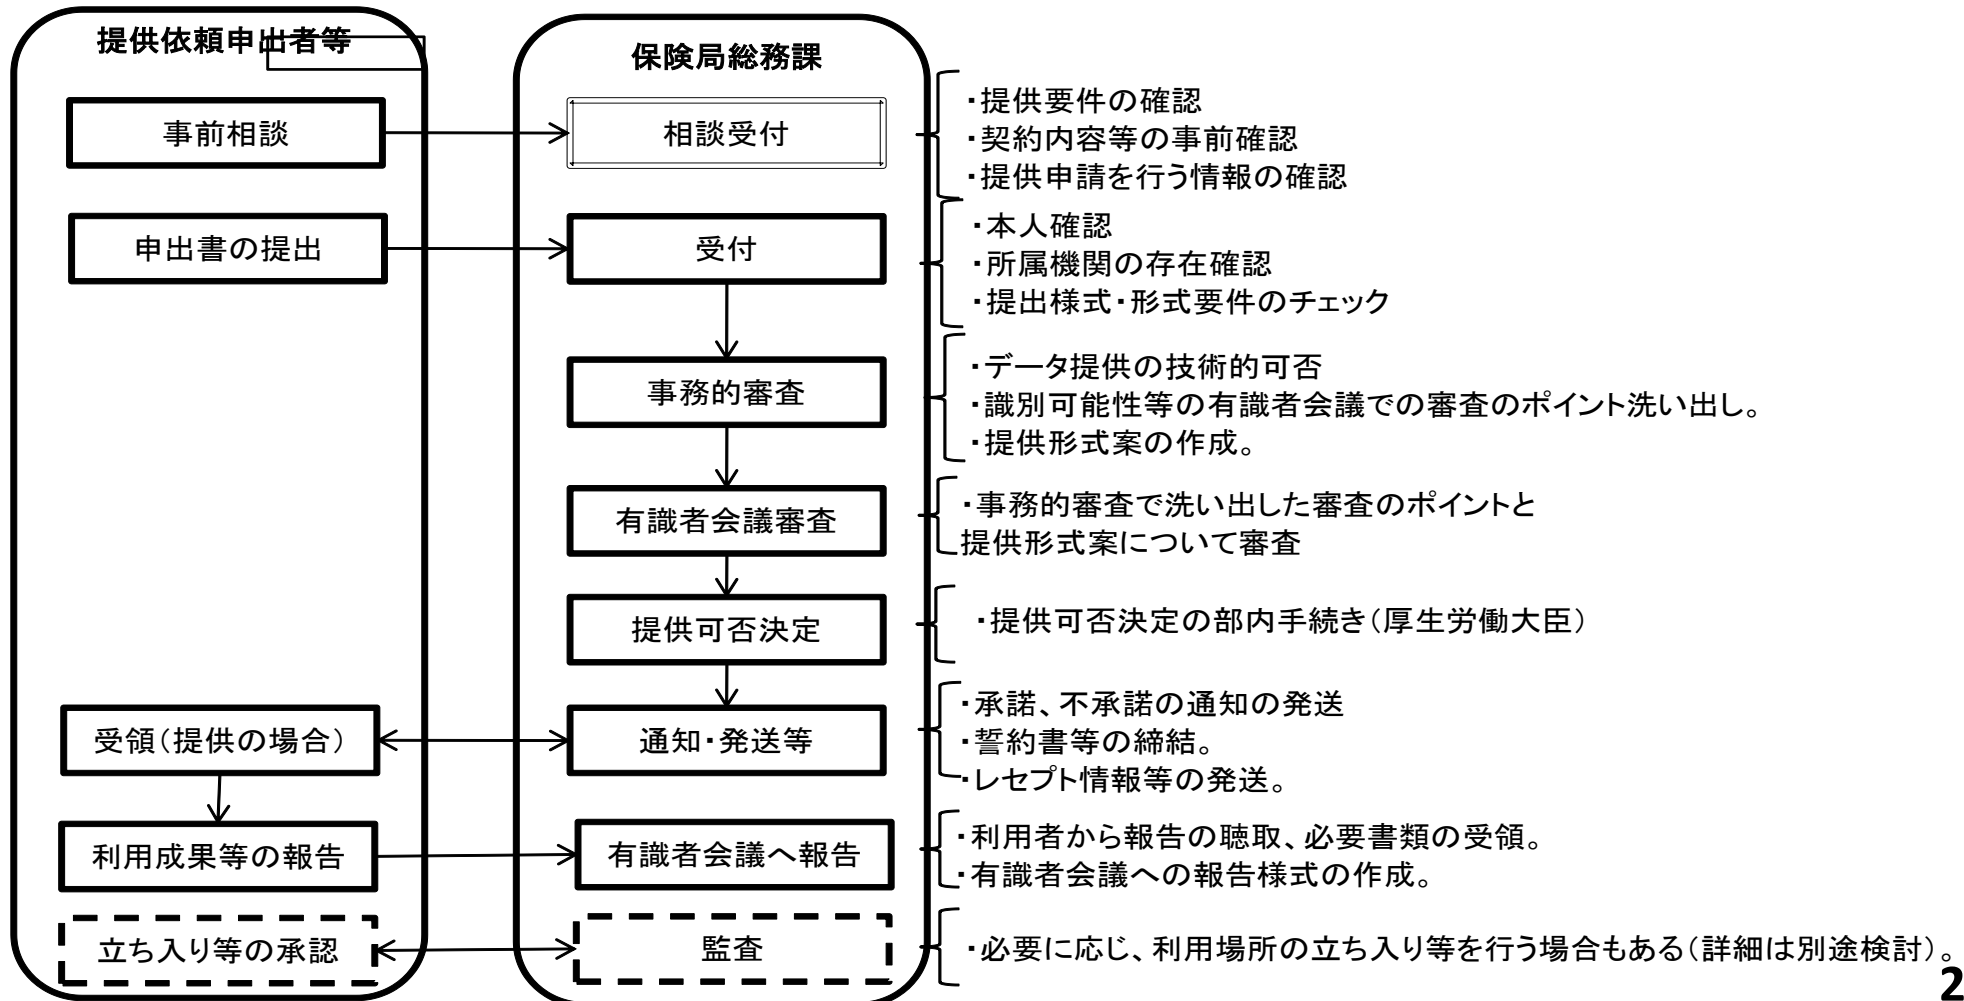 提供依頼申出者等
保険局総務課
事前相談
相談受付
・提供要件の確認
・契約内容等の事前確認
・提供申請を行う情報の確認
申出書の提出
受付
・本人確認
・所属機関の存在確認
・提出様式・形式要件のチェック
事務的審査
・データ提供の技術的可否
・識別可能性等の有識者会議での審査のポイント洗い出し。
・提供形式案の作成。
有識者会議審査
・事務的審査で洗い出した審査のポイントと
提供形式案について審査
提供可否決定
・提供可否決定の部内手続き(厚生労働大臣)
受領(提供の場合)
通知・発送等
・承諾、不承諾の通知の発送
・誓約書等の締結。
・レセプト情報等の発送。
利用成果等の報告
有識者会議へ報告
・利用者から報告の聴取、必要書類の受領。
・有識者会議への報告様式の作成。
立ち入り等の承認
監査
・必要に応じ、利用場所の立ち入り等を行う場合もある(詳細は別途検討)。
2